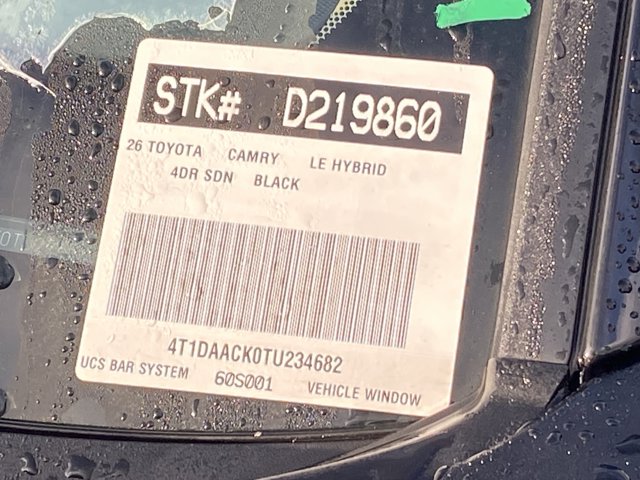 STK# D219860
26 TOYOTA CAMRY LE HYBRID
4DR SDN BLACK
4T1DAACK0TU234682
UCS BAR SYSTEM 60S001 VEHICLE WINDOW